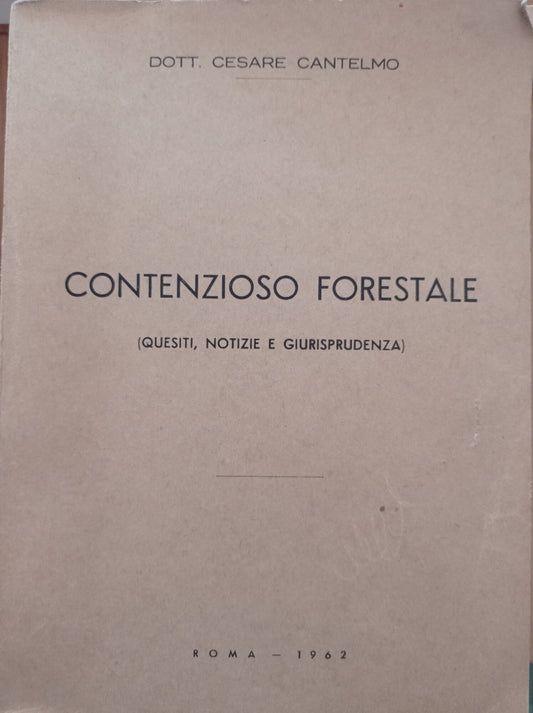 DOTT. CESARE CANTELMO
CONTENZIOSO FORESTALE
(QUESITI, NOTIZIE E GIURISPRUDENZA)
ROMA — 1962